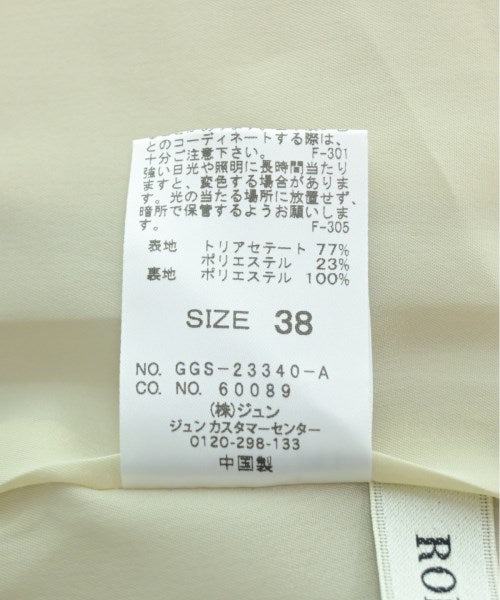 とのコーディネートする際は、
十分ご注意下さい。 F-301
強い日光や照明に長時間当たり
ますと、変色する場合がありま
す。光の当たる場所に放置せず、
暗所で保管するようお願いしま
す。 F-305
表地 トリアセテート 77%
ポリエステル 23%
裏地 ポリエステル 100%
SIZE 38
NO. GGS-23340-A
CO. NO. 60089
(株)ジュン
ジュン カスタマーセンター
0120-298-133
中国製